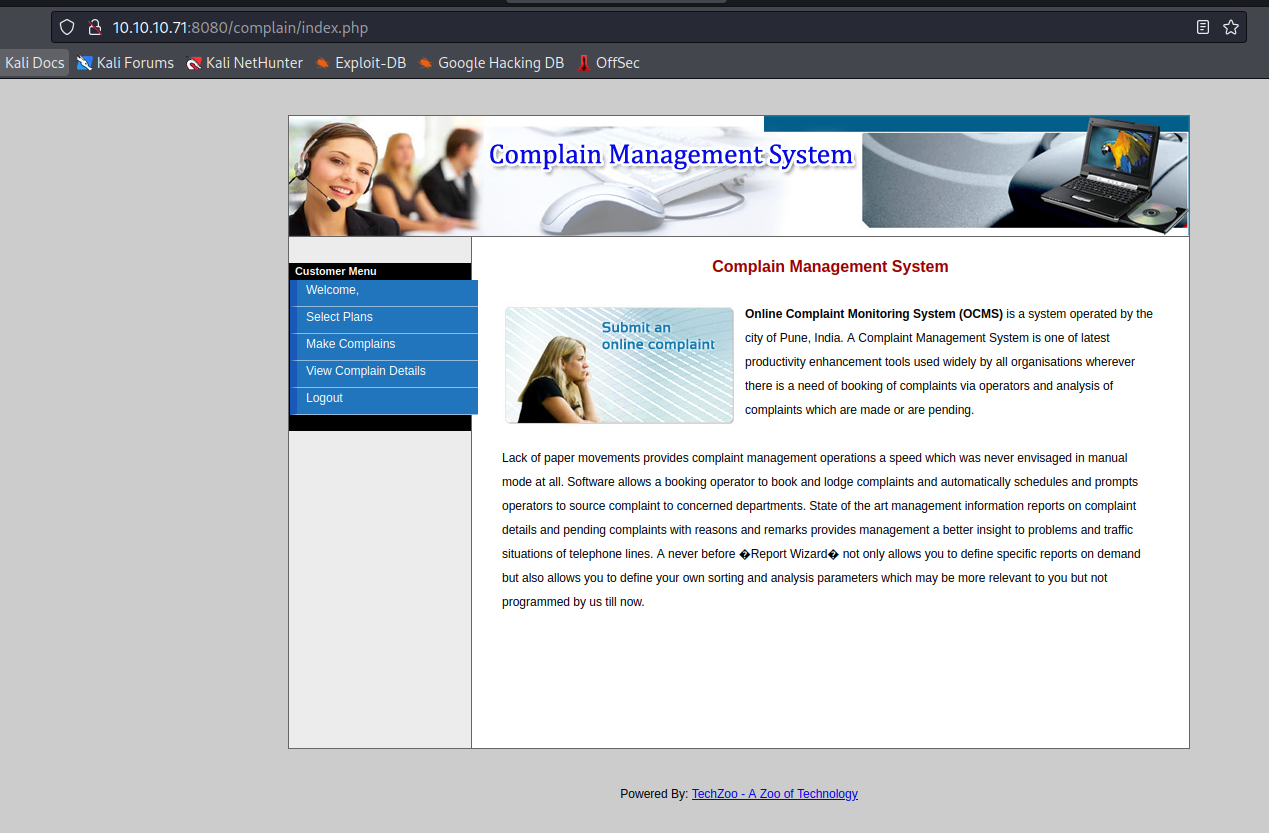 10.10.10.71:8080/complain/index.php
Kali Docs Kali Forums Kali NetHunter Exploit-DB Google Hacking DB OffSec
Complain Management System
Customer Menu
Welcome,
Select Plans
Make Complains
View Complain Details
Logout
Complain Management System
Submit an
online complaint
Online Complaint Monitoring System (OCMS) is a system operated by the
city of Pune, India. A Complaint Management System is one of latest
productivity enhancement tools used widely by all organisations wherever
there is a need of booking of complaints via operators and analysis of
complaints which are made or are pending.
Lack of paper movements provides complaint management operations a speed which was never envisaged in manual
mode at all. Software allows a booking operator to book and lodge complaints and automatically schedules and prompts
operators to source complaint to concerned departments. State of the art management information reports on complaint
details and pending complaints with reasons and remarks provides management a better insight to problems and traffic
situations of telephone lines. A never before �Report Wizard� not only allows you to define specific reports on demand
but also allows you to define your own sorting and analysis parameters which may be more relevant to you but not
programmed by us till now.
Powered By: TechZoo - A Zoo of Technology